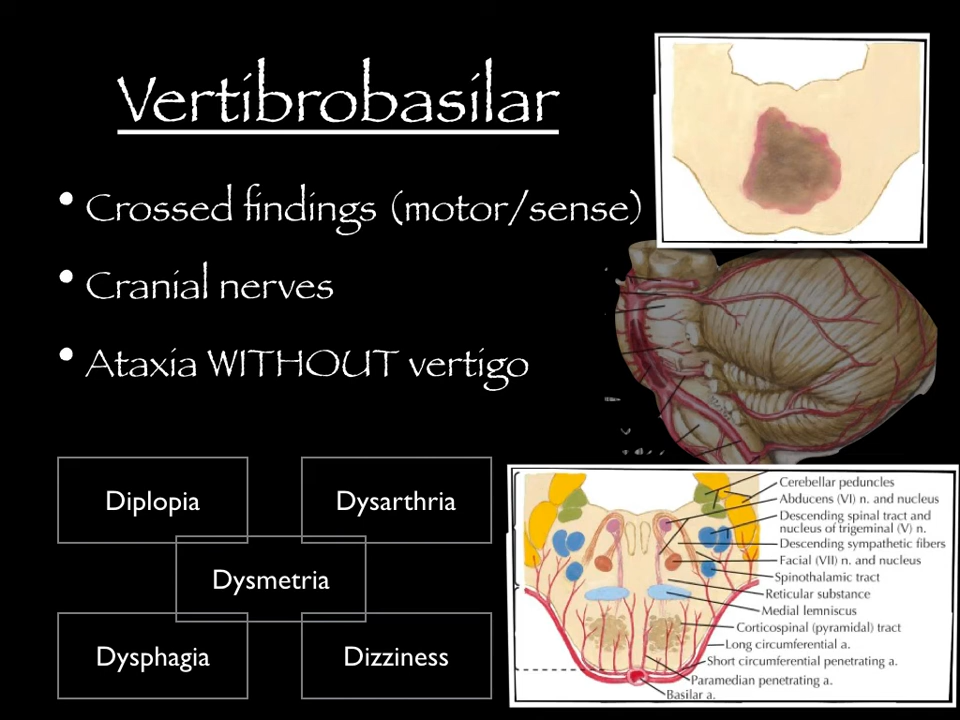 Vertibrobasilar
• Crossed findings (motor/sense)
• Cranial nerves
• Ataxia WITHOUT vertigo
Diplopia
Dysarthria
Dysmetria
Dysphagia
Dizziness
Cerebellar peduncles
Abducens (VI) n. and nucleus
Descending spinal tract and
nucleus of trigeminal (V) n.
Descending sympathetic fibers
Facial (VII) n. and nucleus
Spinothalamic tract
Reticular substance
Medial lemniscus
Corticospinal (pyramidal) tract
Long circumferential a.
Short circumferential penetrating a.
Paramedian penetrating a.
Basilar a.